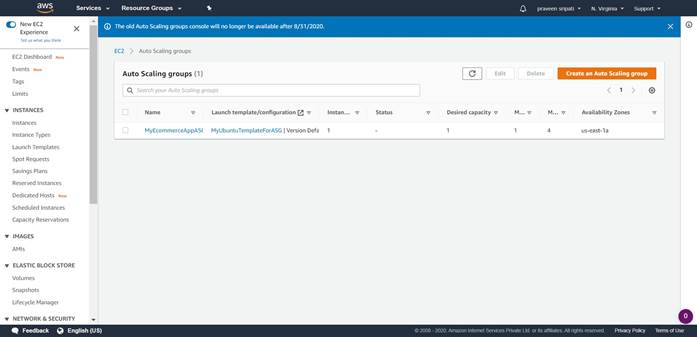 aws Services Resource Groups praveen sripati N. Virginia Support
New EC2 Experience
Tell us what you think
The old Auto Scaling groups console will no longer be available after 8/31/2020.
EC2 Dashboard New
Events New
Tags
Limits
INSTANCES
Instances
Instance Types
Launch Templates
Spot Requests
Savings Plans
Reserved Instances
Dedicated Hosts New
Scheduled Instances
Capacity Reservations
IMAGES
AMIs
ELASTIC BLOCK STORE
Volumes
Snapshots
Lifecycle Manager
NETWORK & SECURITY
EC2 > Auto Scaling groups
Auto Scaling groups (1) Edit Delete Create an Auto Scaling group
Search your Auto Scaling groups 1
Name Launch template/configuration Instan... Status Desired capacity M... M... Availability Zones
MyEcommerceAppASG MyUbuntuTemplateForASG | Version Defa 1 - 1 1 4 us-east-1a
0
Feedback English (US) © 2008 - 2020, Amazon Internet Services Private Ltd. or its affiliates. All rights reserved. Privacy Policy Terms of Use